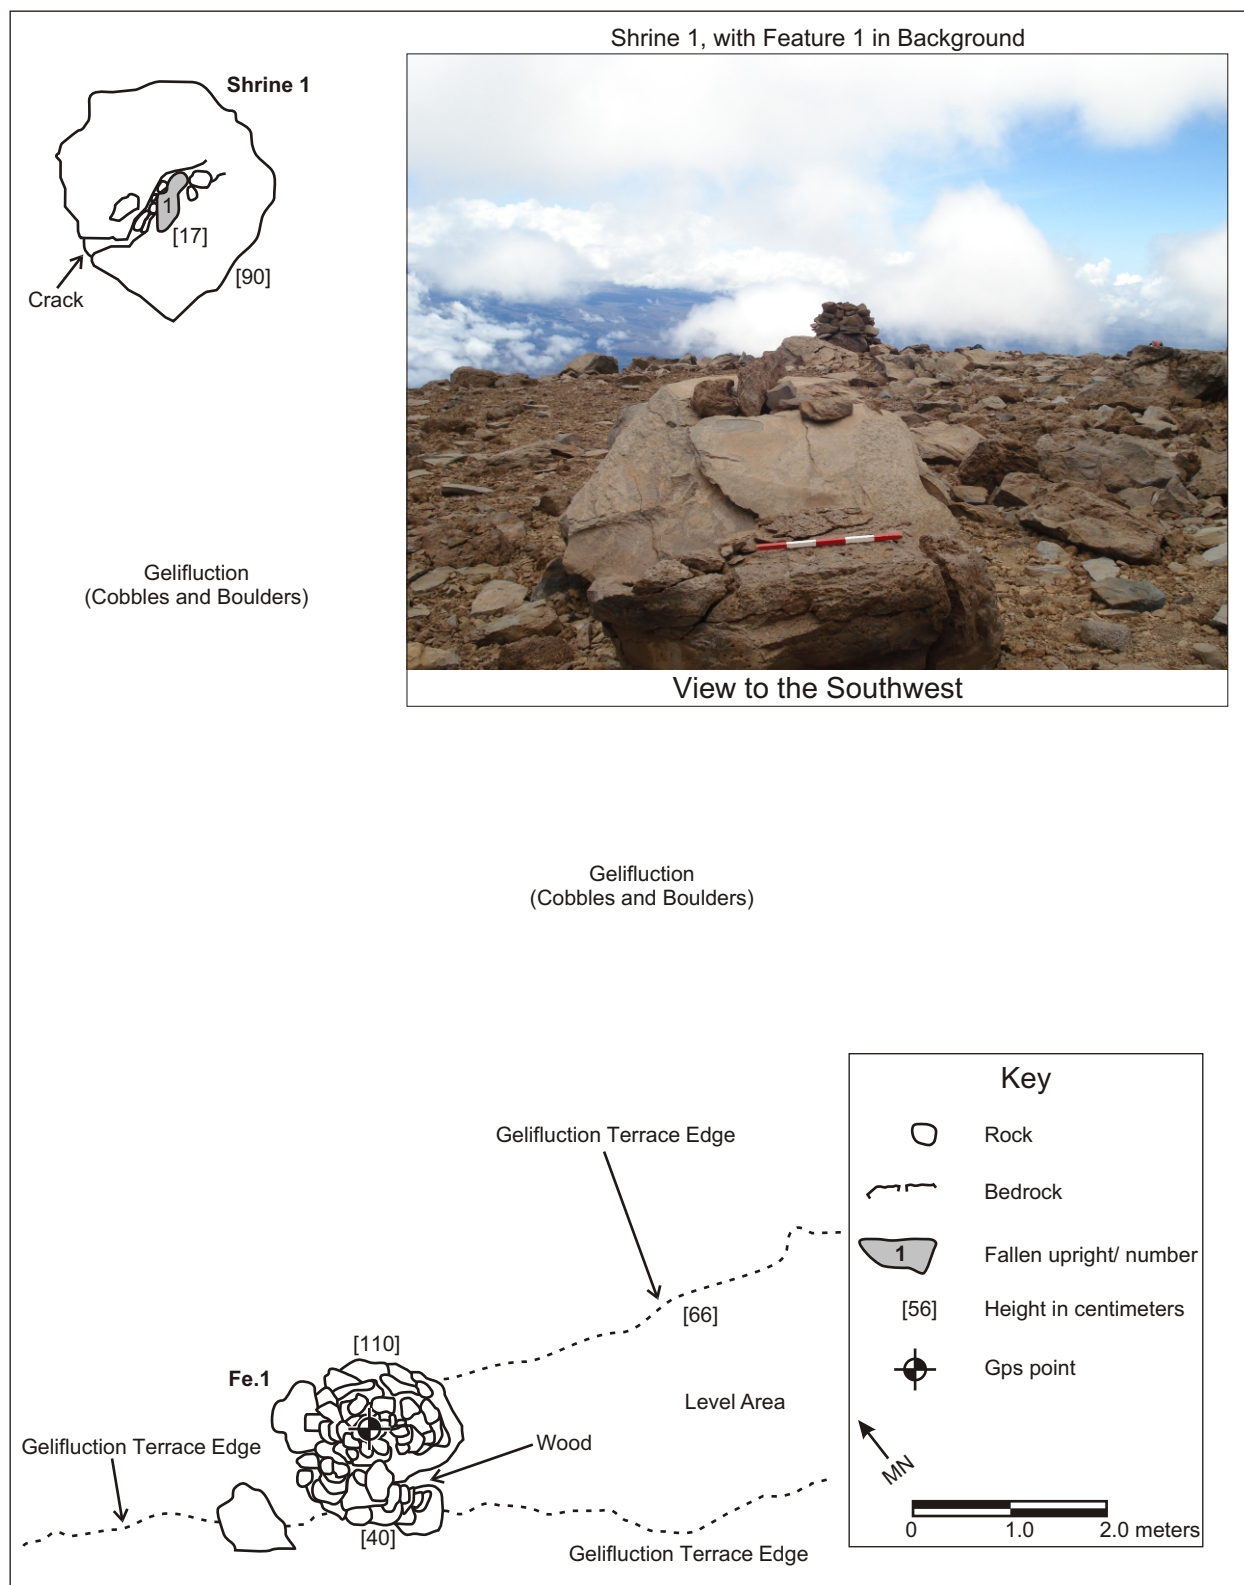 Shrine 1, with Feature 1 in Background
Shrine 1
1
[17]
[90]
Crack
View to the Southwest
Gelifluction
(Cobbles and Boulders)
Gelifluction
(Cobbles and Boulders)
Key
Rock
Bedrock
1
Fallen upright/ number
[56]
Height in centimeters
Gps point
MN
0
1.0
2.0 meters
Gelifluction Terrace Edge
[66]
[110]
Fe.1
Level Area
Wood
Gelifluction Terrace Edge
[40]
Gelifluction Terrace Edge